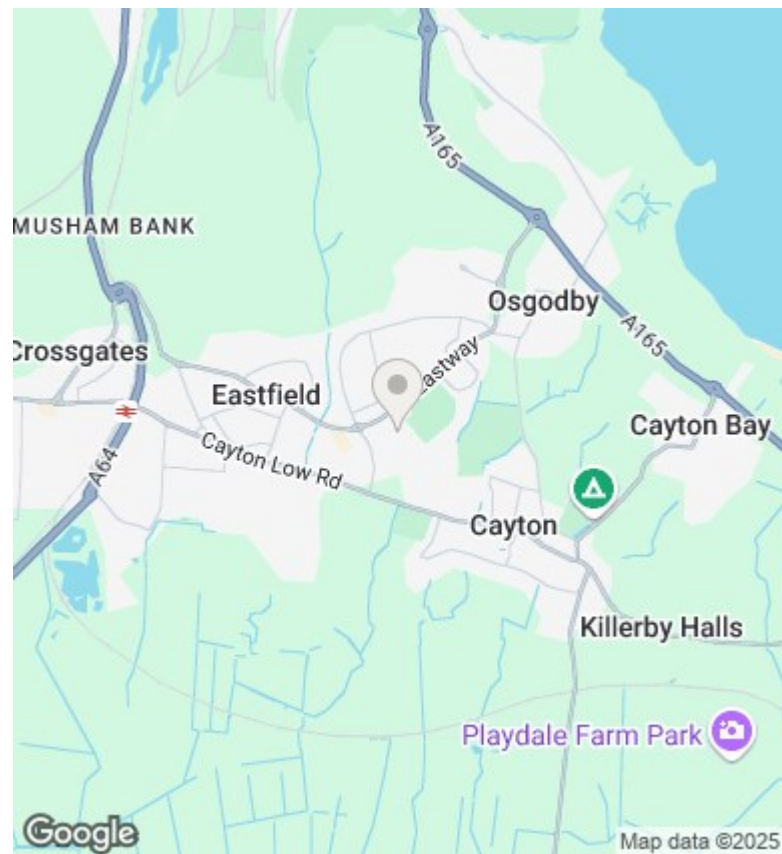 A165
MUSHAM BANK
Osgodby
A165
Crossgates
Eastway
Eastfield
Cayton Bay
Cayton Low Rd
A64
Cayton
Killerby Halls
Playdale Farm Park
Google
Map data ©2025